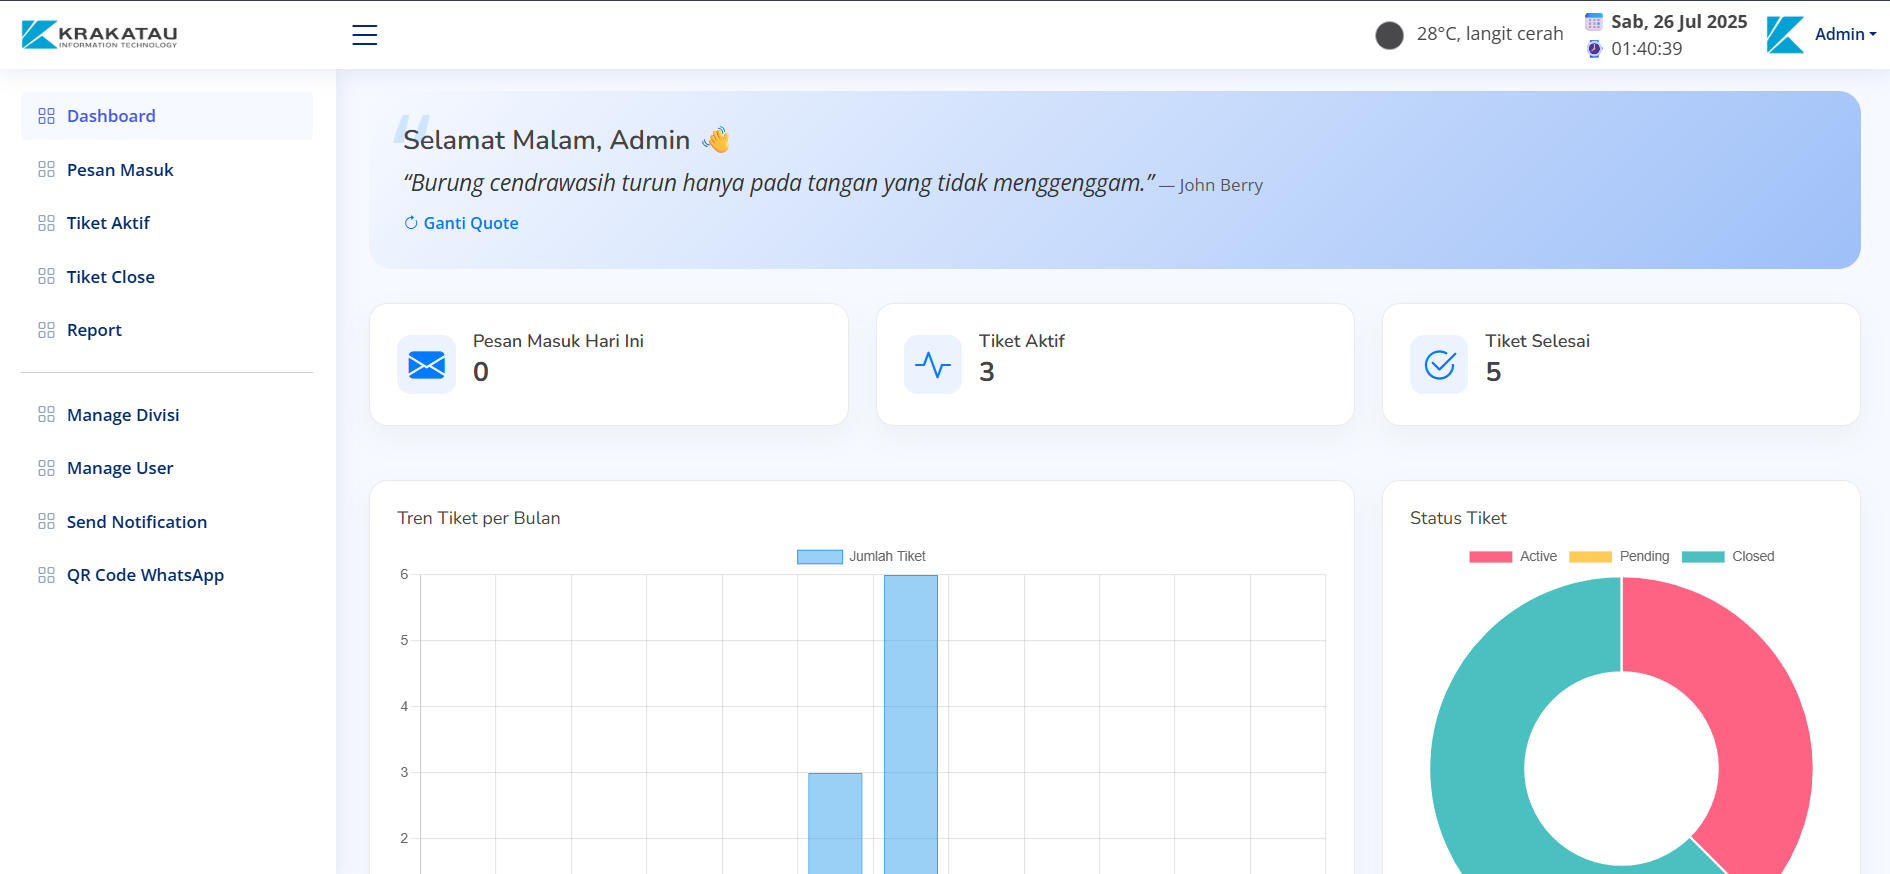 KRAKATAU
INFORMATION TECHNOLOGY
28°C, langit cerah
Sab, 26 Jul 2025
01:40:39
Admin
Dashboard
Pesan Masuk
Tiket Aktif
Tiket Close
Report
Manage Divisi
Manage User
Send Notification
QR Code WhatsApp
Selamat Malam, Admin 👋
“Burung cendrawasih turun hanya pada tangan yang tidak menggenggam.” — John Berry
Ganti Quote
Pesan Masuk Hari Ini
0
Tiket Aktif
3
Tiket Selesai
5
Tren Tiket per Bulan
Jumlah Tiket
6
5
4
3
2
Status Tiket
Active Pending Closed